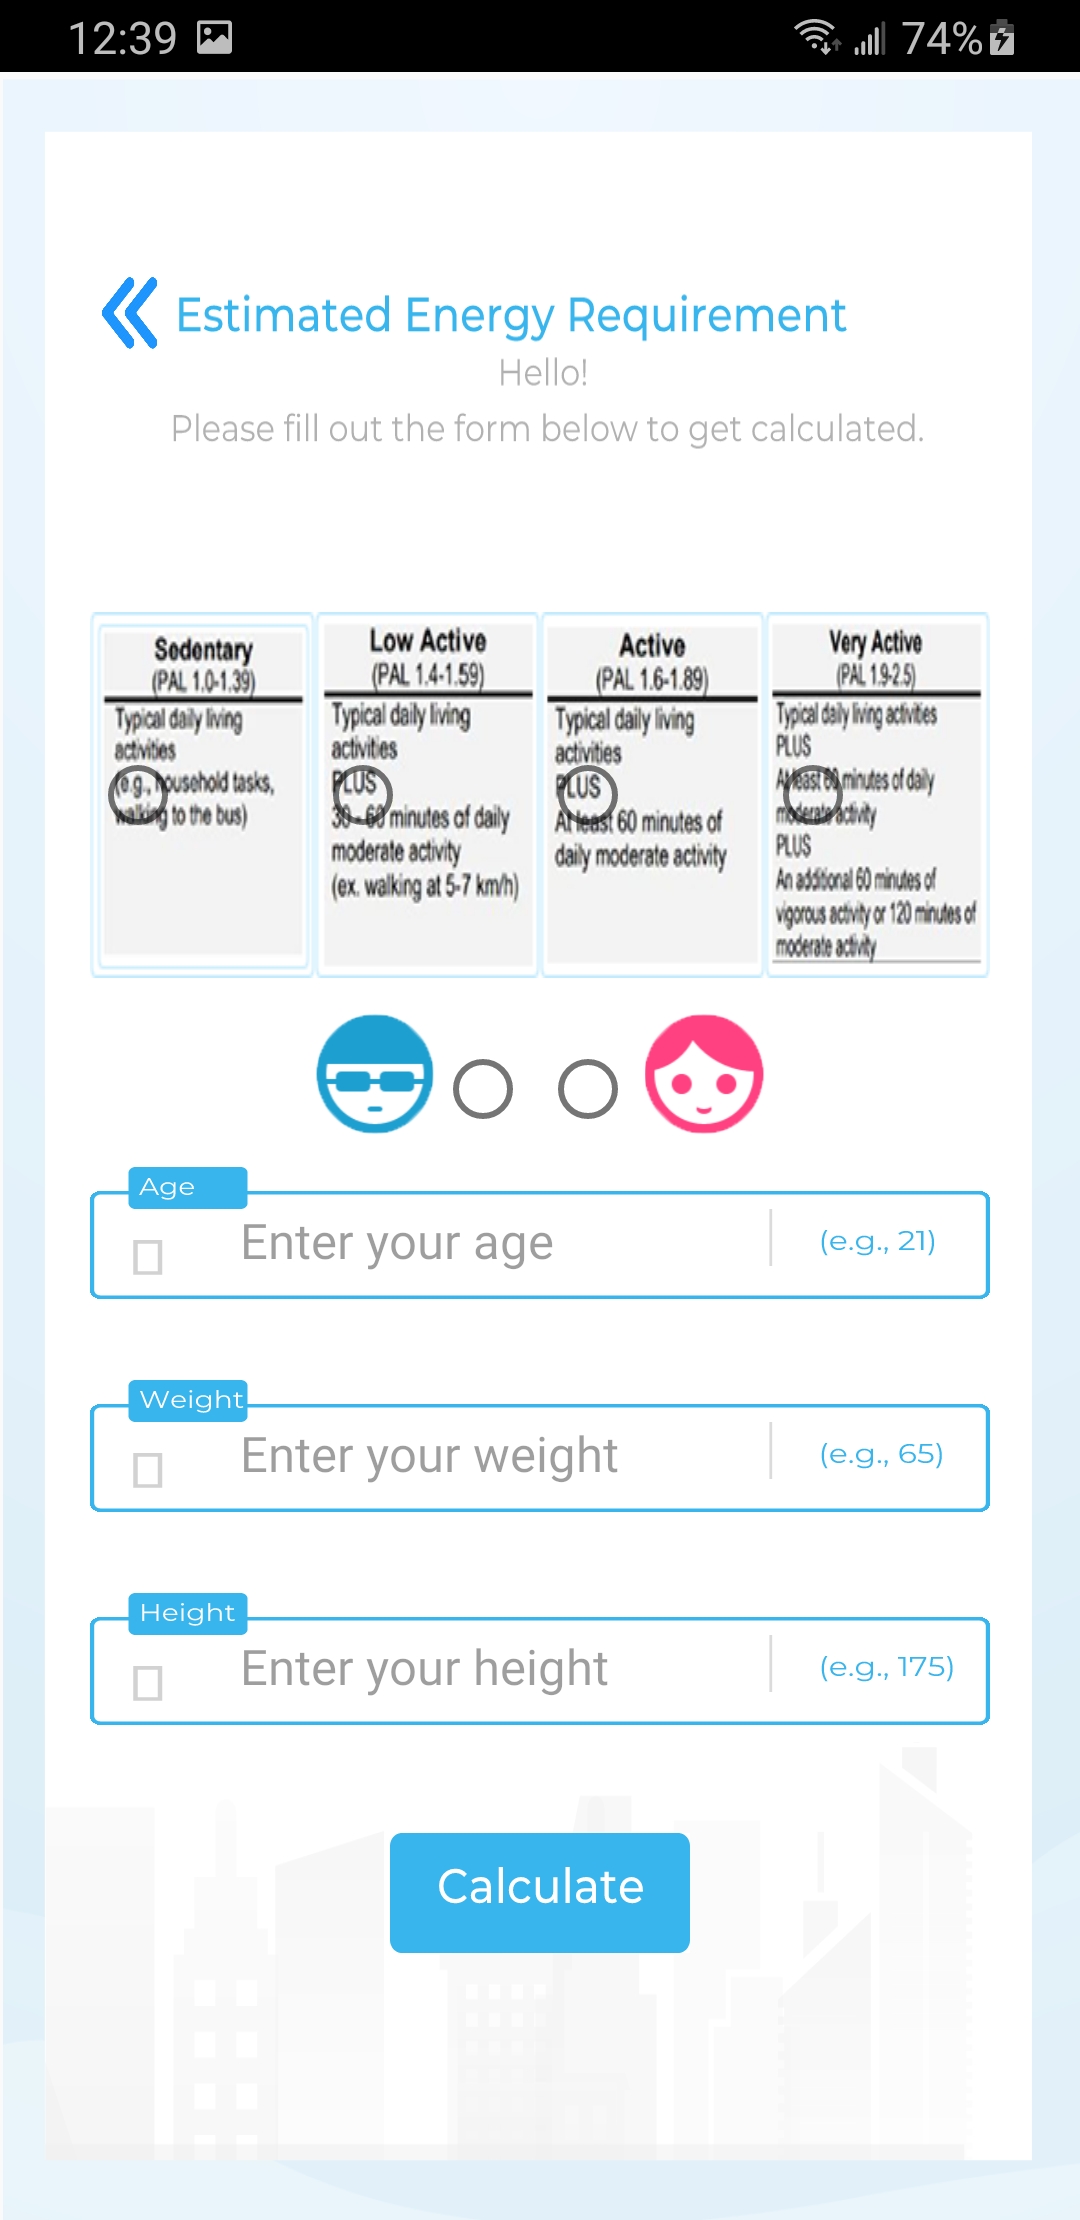 12:39
74%
Estimated Energy Requirement
Hello!
Please fill out the form below to get calculated.
Sedentary
(PAL 1.0-1.39)
Typical daily living
activities
(e.g., household tasks,
walking to the bus)
Low Active
(PAL 1.4-1.59)
Typical daily living
activities
PLUS
30 - 60 minutes of daily
moderate activity
(ex. walking at 5-7 km/h)
Active
(PAL 1.6-1.89)
Typical daily living
activities
PLUS
At least 60 minutes of
daily moderate activity
Very Active
(PAL 1.9-2.5)
Typical daily living activities
PLUS
At least 60 minutes of daily
moderate activity
PLUS
An additional 60 minutes of
vigorous activity or 120 minutes of
moderate activity
Age
Enter your age
(e.g., 21)
Weight
Enter your weight
(e.g., 65)
Height
Enter your height
(e.g., 175)
Calculate